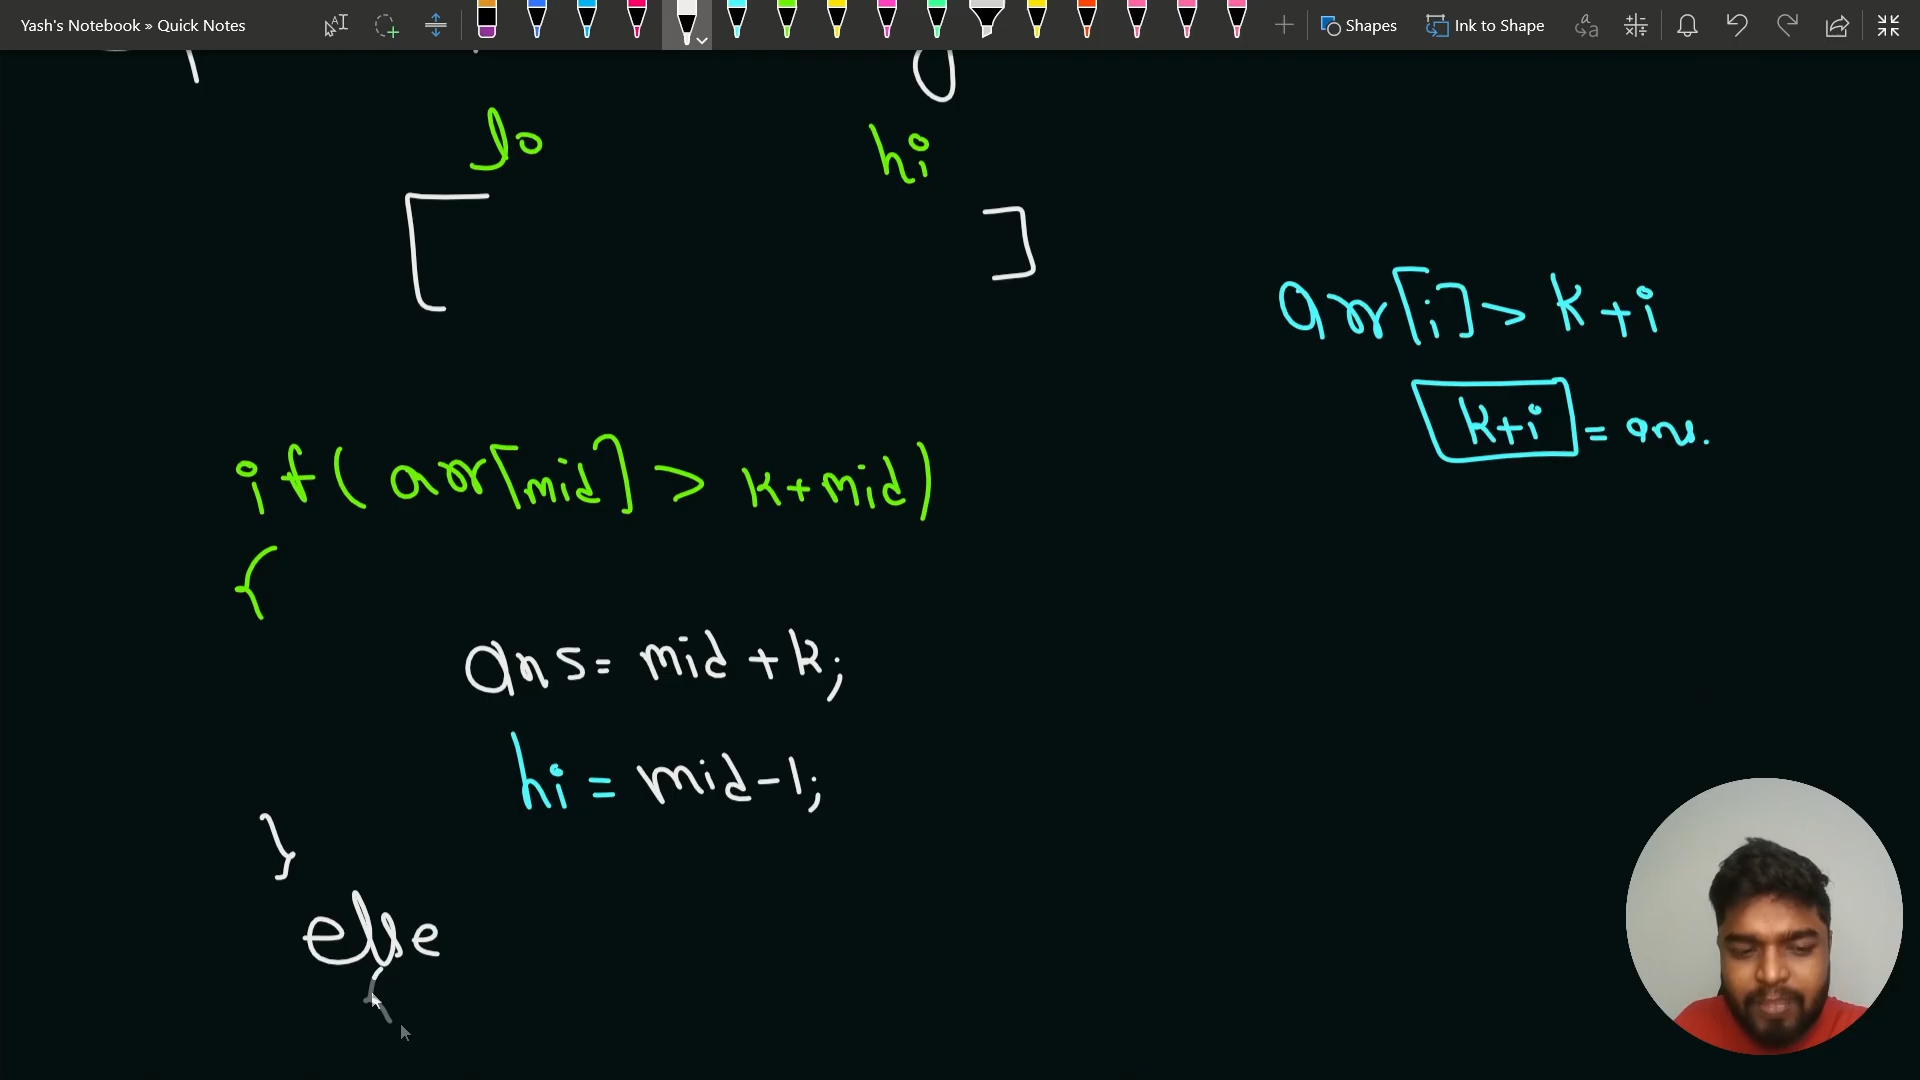 Yash's Notebook » Quick Notes
Shapes
Ink to Shape
lo
hi
[ ]
arr[i] > k+i
k+i = ans.
if( arr[mid] > k+mid)
{
ans= mid +k;
hi = mid-1;
}
else
{